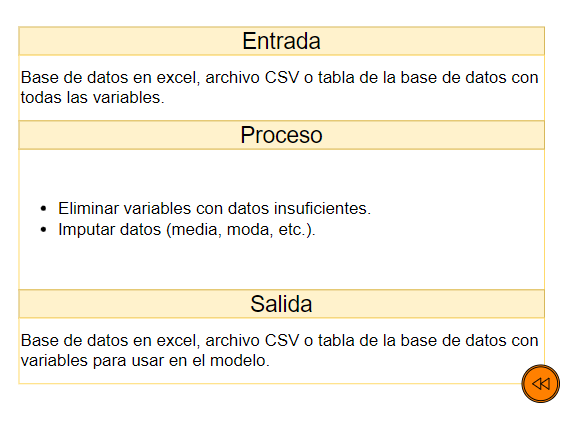 Entrada
Base de datos en excel, archivo CSV o tabla de la base de datos con
todas las variables.
Proceso
• Eliminar variables con datos insuficientes.
• Imputar datos (media, moda, etc.).
Salida
Base de datos en excel, archivo CSV o tabla de la base de datos con
variables para usar en el modelo.